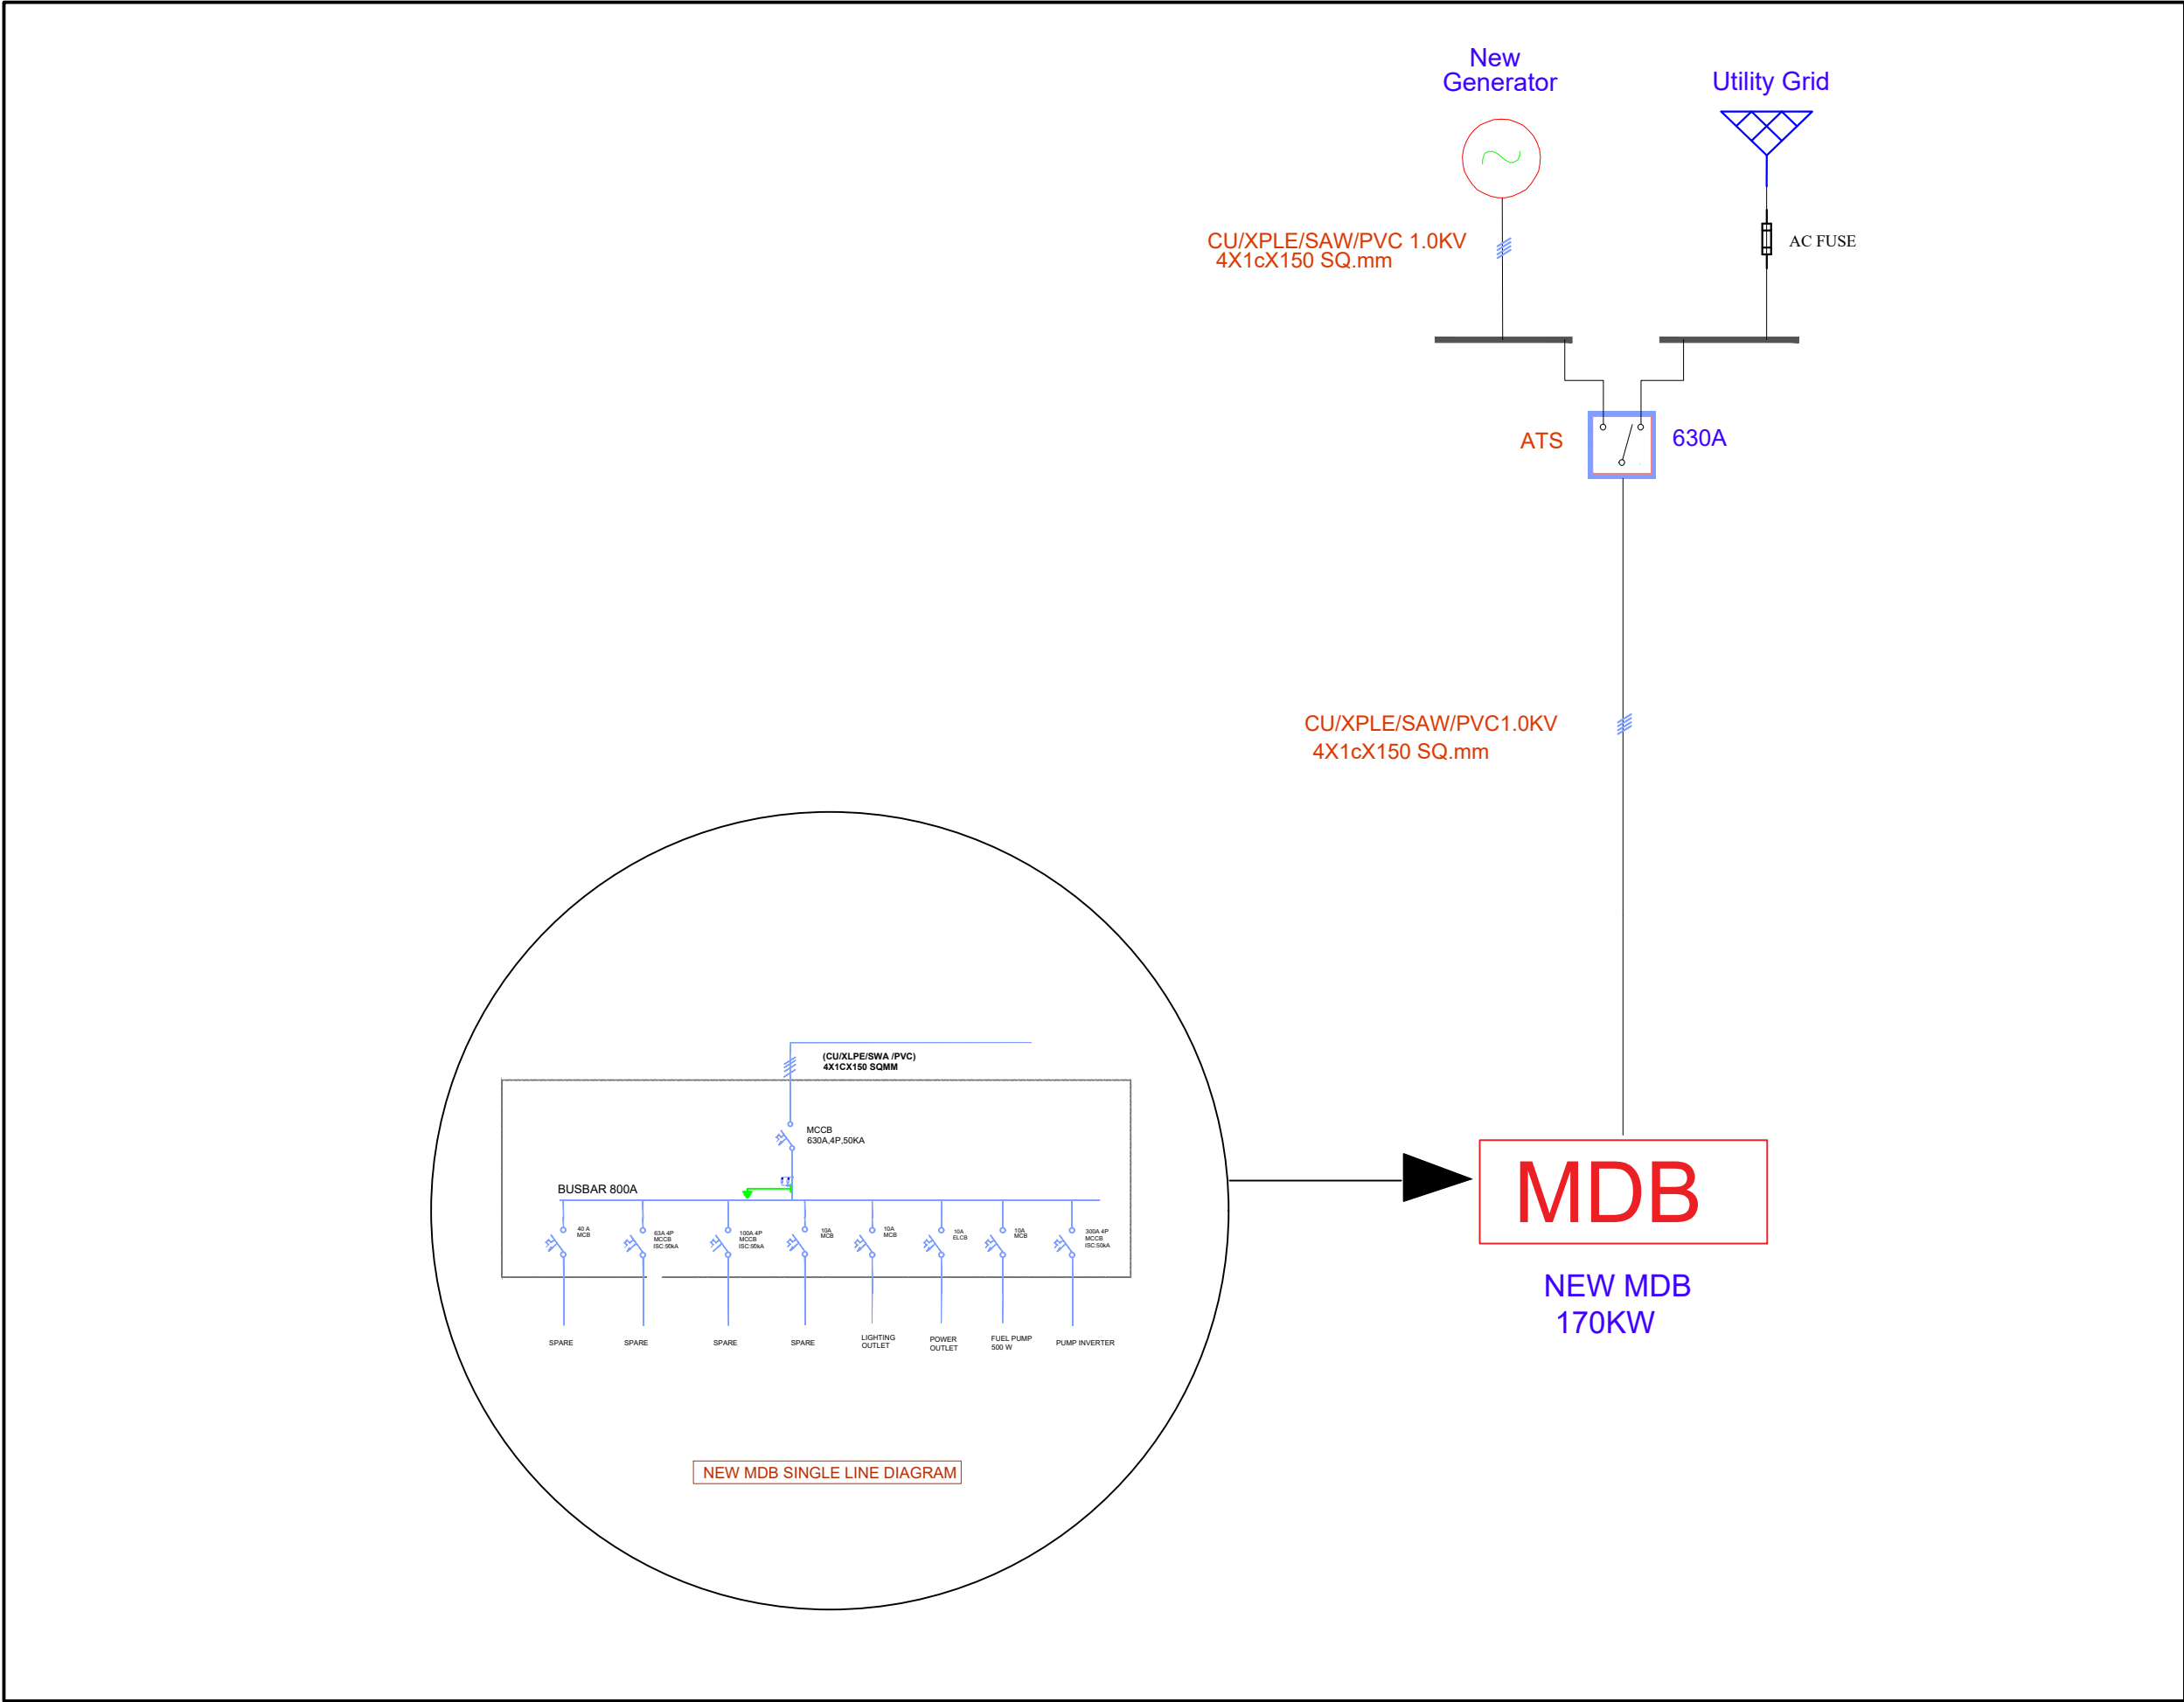 New
Generator
Utility Grid
CU/XPLE/SAW/PVC 1.0KV
4X1cX150 SQ.mm
AC FUSE
ATS
630A
CU/XPLE/SAW/PVC1.0KV
4X1cX150 SQ.mm
(CU/XLPE/SWA /PVC)
4X1CX150 SQMM
MCCB
630A,4P,50KA
BUSBAR 800A
40 A
MCB
63A 4P
MCCB
100A 4P
MCCB
10A
MCB
10A
MCB
10A
ELCB
10A
MCB
300A 4P
MCCB
ISC:50kA
SPARE
SPARE
SPARE
SPARE
LIGHTING
OUTLET
POWER
OUTLET
FUEL PUMP
500 W
PUMP INVERTER
NEW MDB SINGLE LINE DIAGRAM
MDB
NEW MDB
170KW